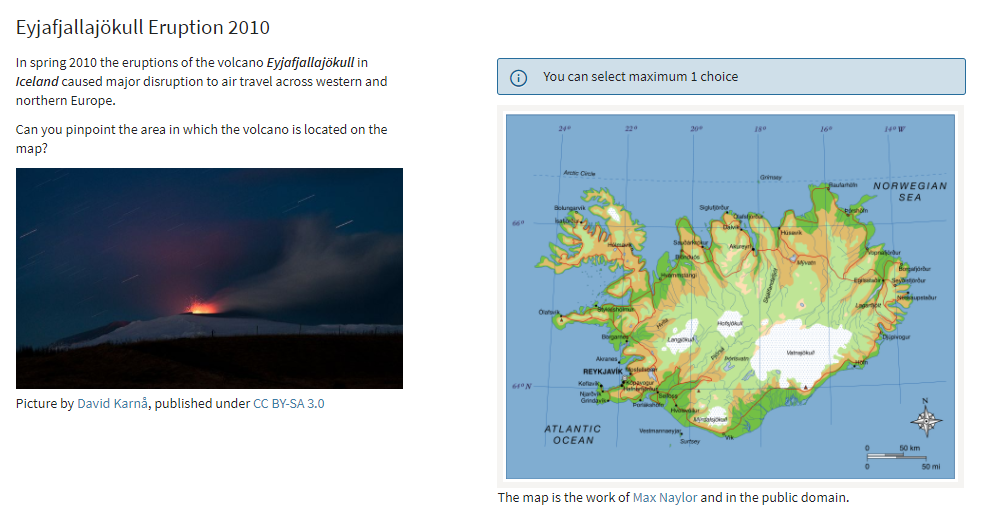 Eyjafjallajökull Eruption 2010
In spring 2010 the eruptions of the volcano Eyjafjallajökull in
Iceland caused major disruption to air travel across western and
northern Europe.
Can you pinpoint the area in which the volcano is located on the
map?
Picture by David Karnå, published under CC BY-SA 3.0
You can select maximum 1 choice
24° 22° 20° 18° 16° 14° W
Arctic Circle
Grímsey
Raufarhöfn
NORWEGIAN
SEA
Bolungarvík
Ísafjörður
Siglufjörður
Ólafsfjörður
Þórshöfn
66°
Dalvík
Húsavík
Hólmavík
Sauðárkrókur
Akureyri
Blönduós
Vopnafjörður
Mývatn
Hvammstangi
Borgarfjörður
Egilsstaðir
Seyðisfjörður
Neskaupstaður
Lagarfljót
Ólafsvík
Stykkishólmur
Hvítá
Hofsjökull
Langjökull
Djúpivogur
Borgarnes
Þjórsá
Þórisvatn
Vatnajökull
Akranes
Höfn
REYKJAVÍK
Mosfellsbær
Keflavík
Kópavogur
Hafnarfjörður
64° N
Njarðvík
Selfoss
Grindavík
Þorlákshöfn
Hvolsvöllur
Mýrdalsjökull
N
ATLANTIC
OCEAN
Vestmannaeyjar
Surtsey
Vík
0 50 km
0 50 mi
The map is the work of Max Naylor and in the public domain.